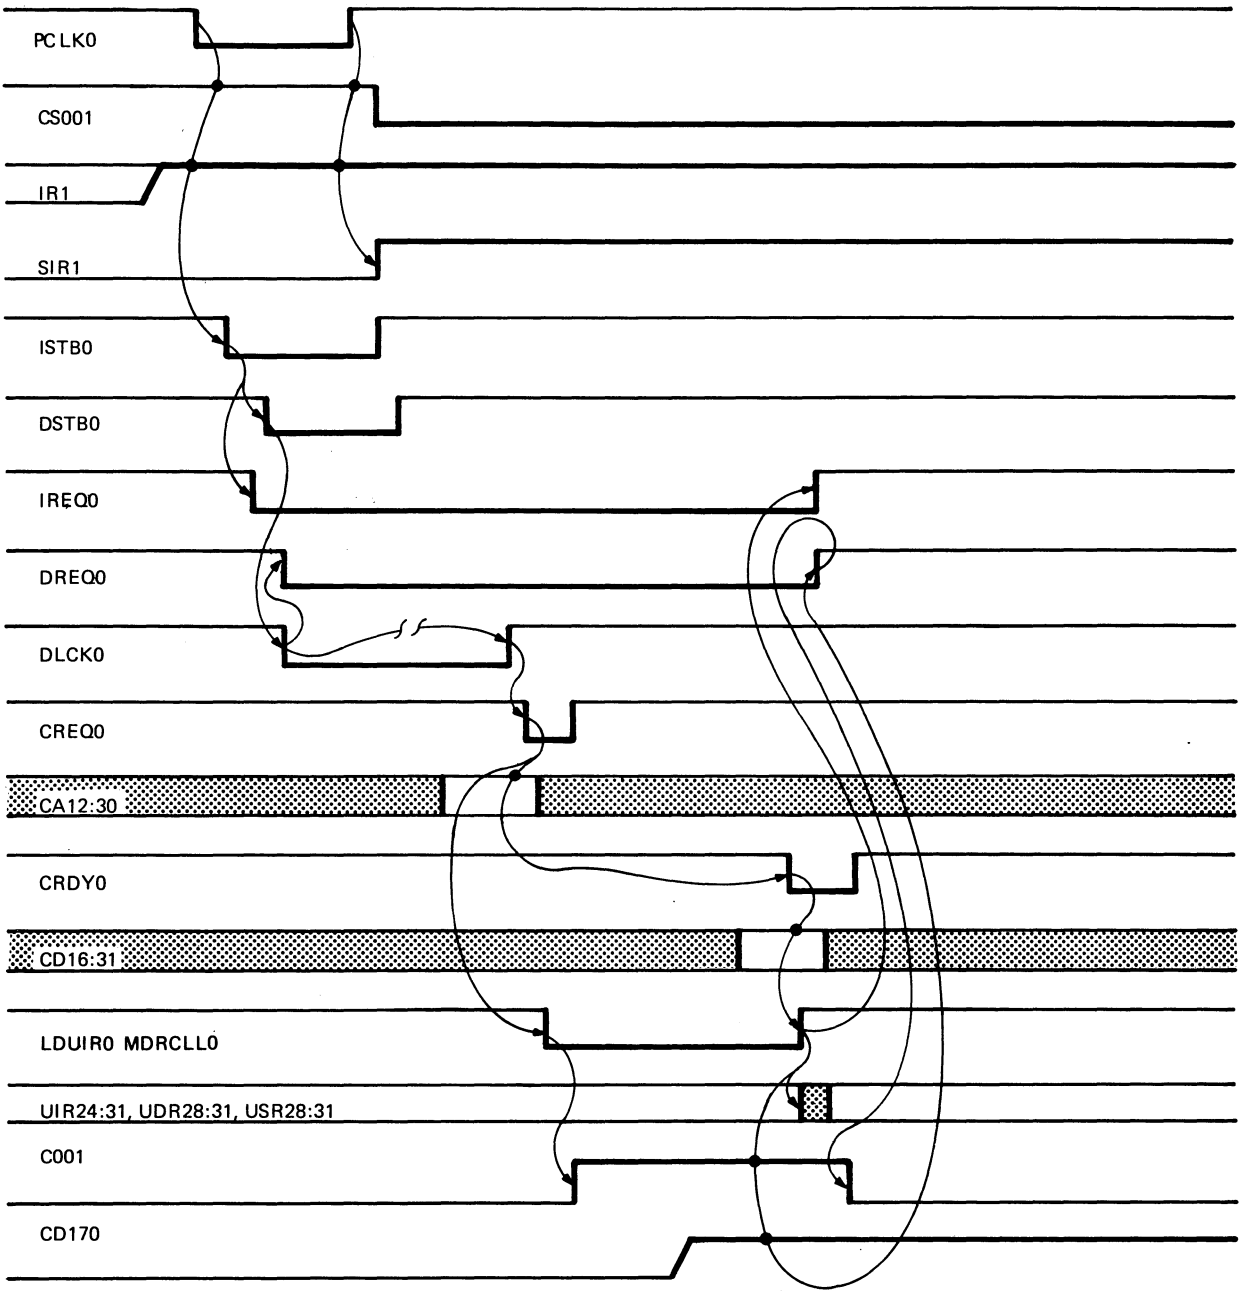 PCLK0
CS001
IR1
SIR1
ISTB0
DSTB0
IREQ0
DREQ0
DLCK0
CREQ0
CA12:30
CRDY0
CD16:31
LDUIR0 MDRCLL0
UIR24:31, UDR28:31, USR28:31
C001
CD170